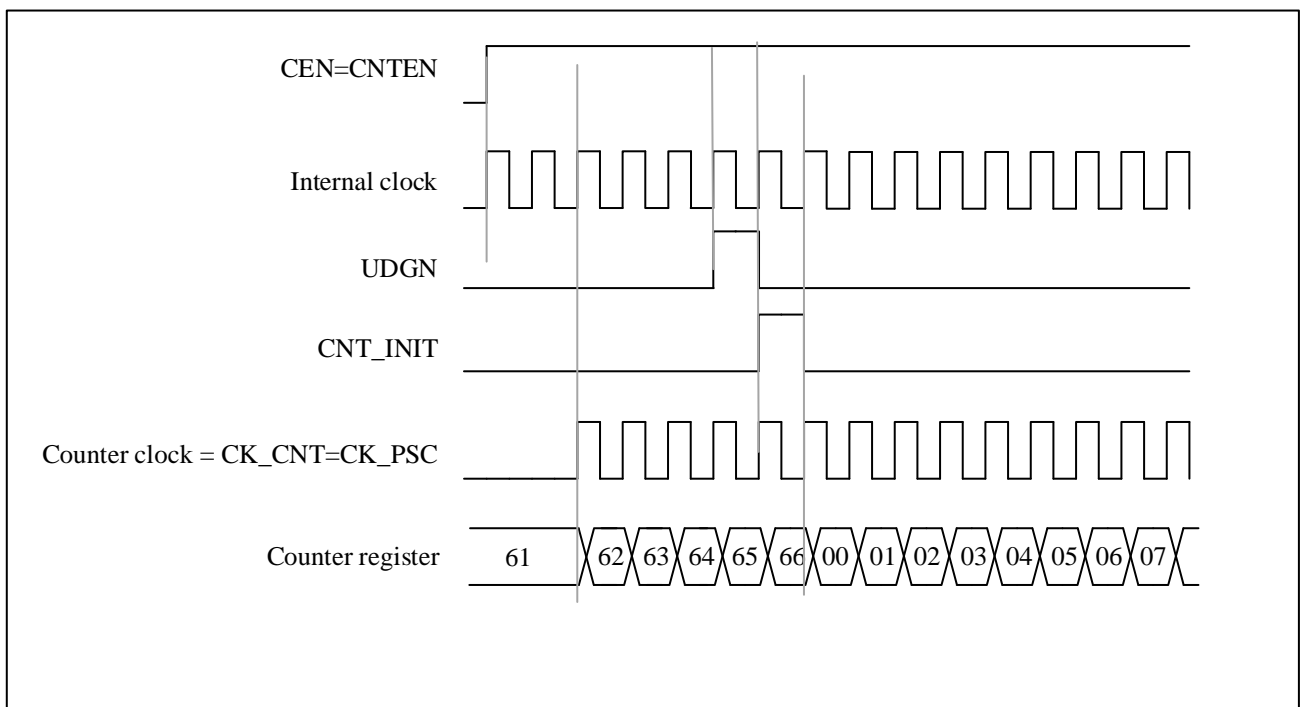 CEN=CNTEN
Internal clock
UDGN
CNT_INIT
Counter clock = CK_CNT=CK_PSC
Counter register 61 62 63 64 65 66 00 01 02 03 04 05 06 07